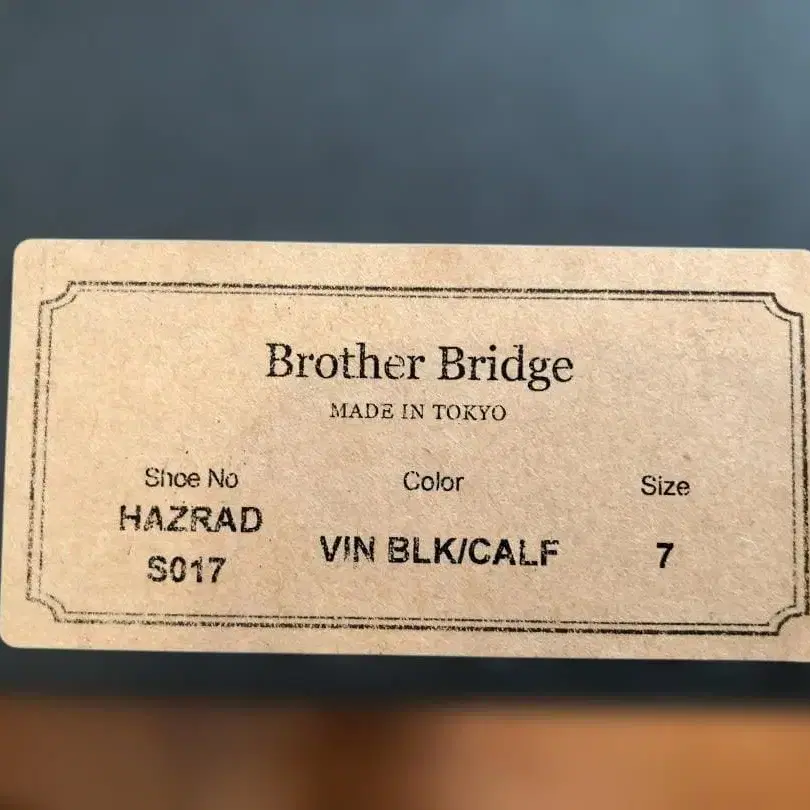 Brother Bridge
MADE IN TOKYO
Shoe No Color Size
HAZRAD
S017 VIN BLK/CALF 7